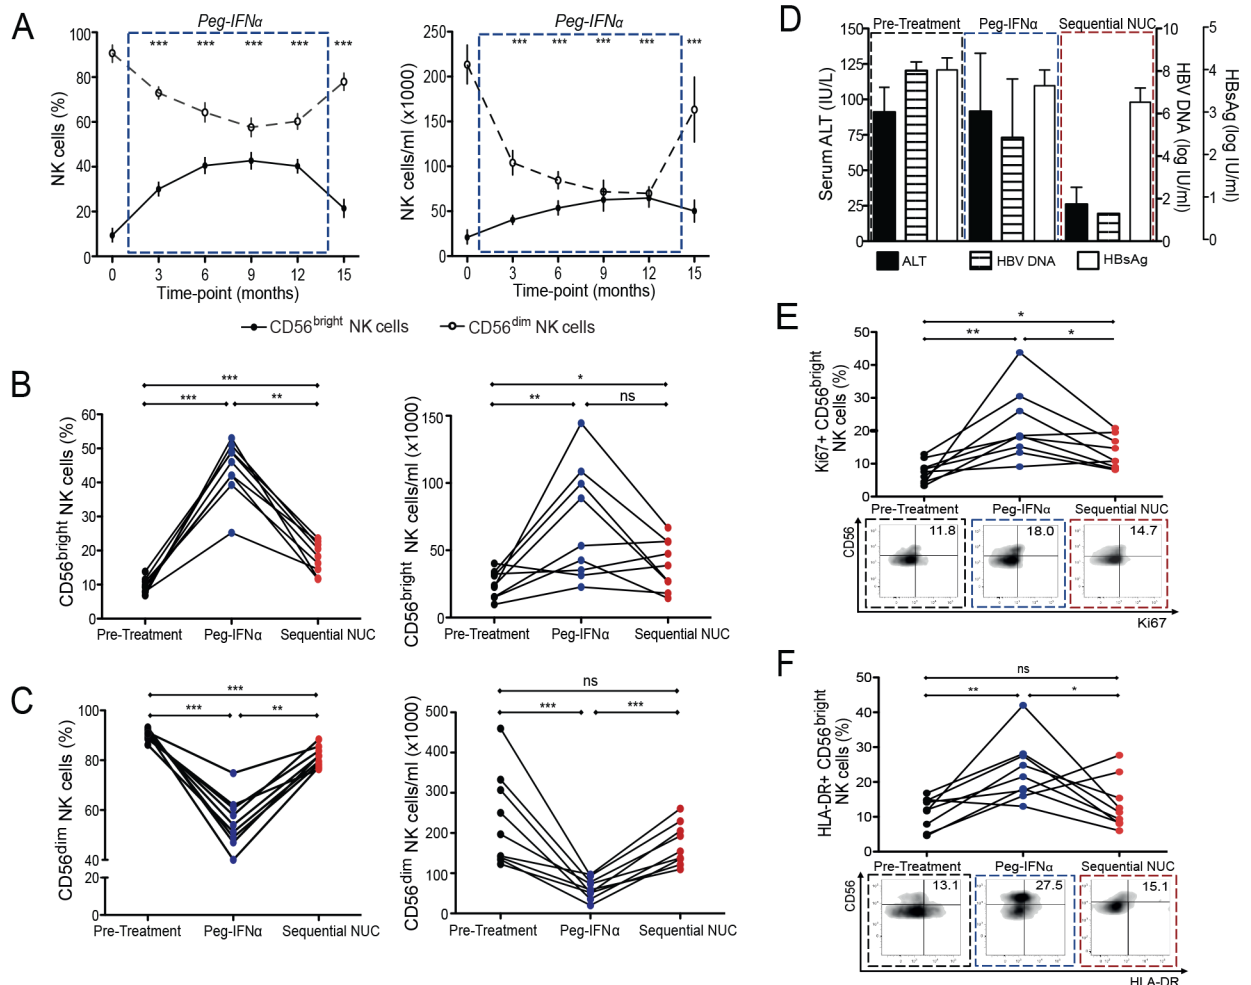 A
Peg-IFNα
NK cells (%)
100
80
60
40
20
0
*** *** *** *** ***
0 3 6 9 12 15
Time-point (months)
Peg-IFNα
NK cells/ml (x1000)
250
200
150
100
50
0
*** *** *** *** ***
0 3 6 9 12 15
Time-point (months)
CD56bright NK cells
CD56dim NK cells
B
CD56bright NK cells (%)
60
50
40
30
20
10
0
***
*** **
Pre-Treatment Peg-IFNα Sequential NUC
CD56bright NK cells/ml (x1000)
150
100
50
0
*
** ns
Pre-Treatment Peg-IFNα Sequential NUC
C
CD56dim NK cells (%)
100
80
60
40
20
0
***
*** **
Pre-Treatment Peg-IFNα Sequential NUC
CD56dim NK cells/ml (x1000)
500
400
300
200
100
0
ns
*** ***
Pre-Treatment Peg-IFNα Sequential NUC
D
Pre-Treatment Peg-IFNα Sequential NUC
Serum ALT (IU/L)
150
125
100
75
50
25
0
10
8
6
4
2
0
HBV DNA (log IU/ml)
5
4
3
2
1
0
HBsAg (log IU/ml)
ALT HBV DNA HBsAg
E
Ki67+ CD56bright
NK cells (%)
50
40
30
20
10
0
*
** *
Pre-Treatment Peg-IFNα Sequential NUC
CD56
11.8 18.0 14.7
Ki67
F
HLA-DR+ CD56bright
NK cells (%)
50
40
30
20
10
0
ns
** *
Pre-Treatment Peg-IFNα Sequential NUC
CD56
13.1 27.5 15.1
HLA-DR